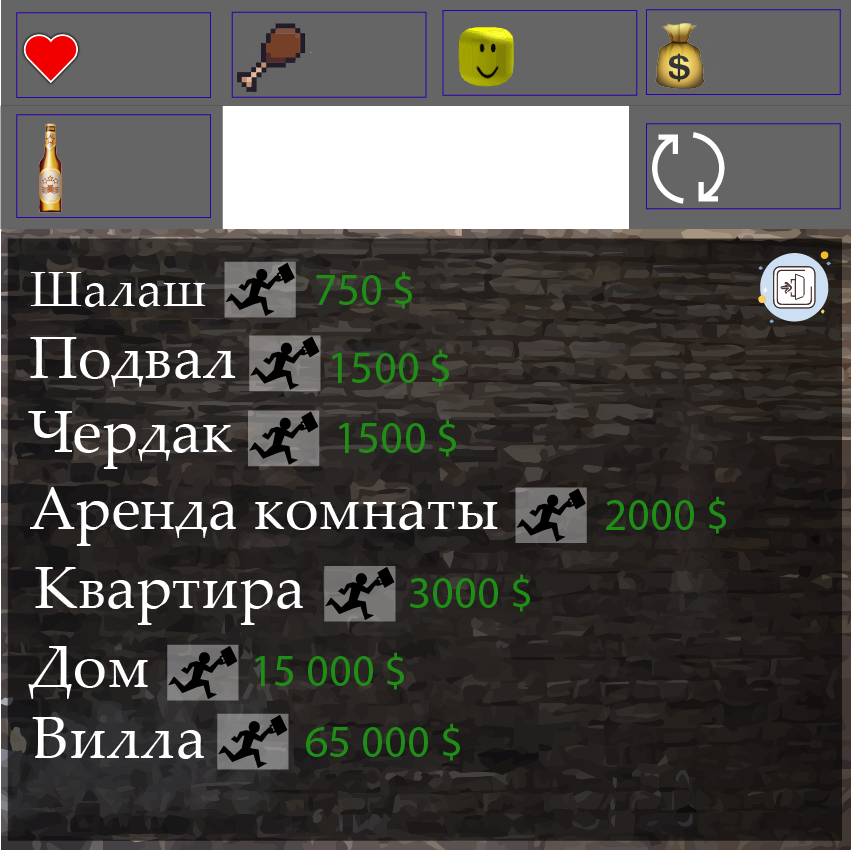 $
Шалаш 750 $
Подвал 1500 $
Чердак 1500 $
Аренда комнаты 2000 $
Квартира 3000 $
Дом 15 000 $
Вилла 65 000 $